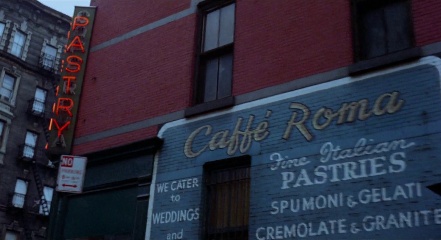 PASTRY
NO
Caffé Roma
Fine Italian
PASTRIES
SPUMONI & GELATI
CREMOLATE & GRANITE
WE CATER
to
WEDDINGS
and